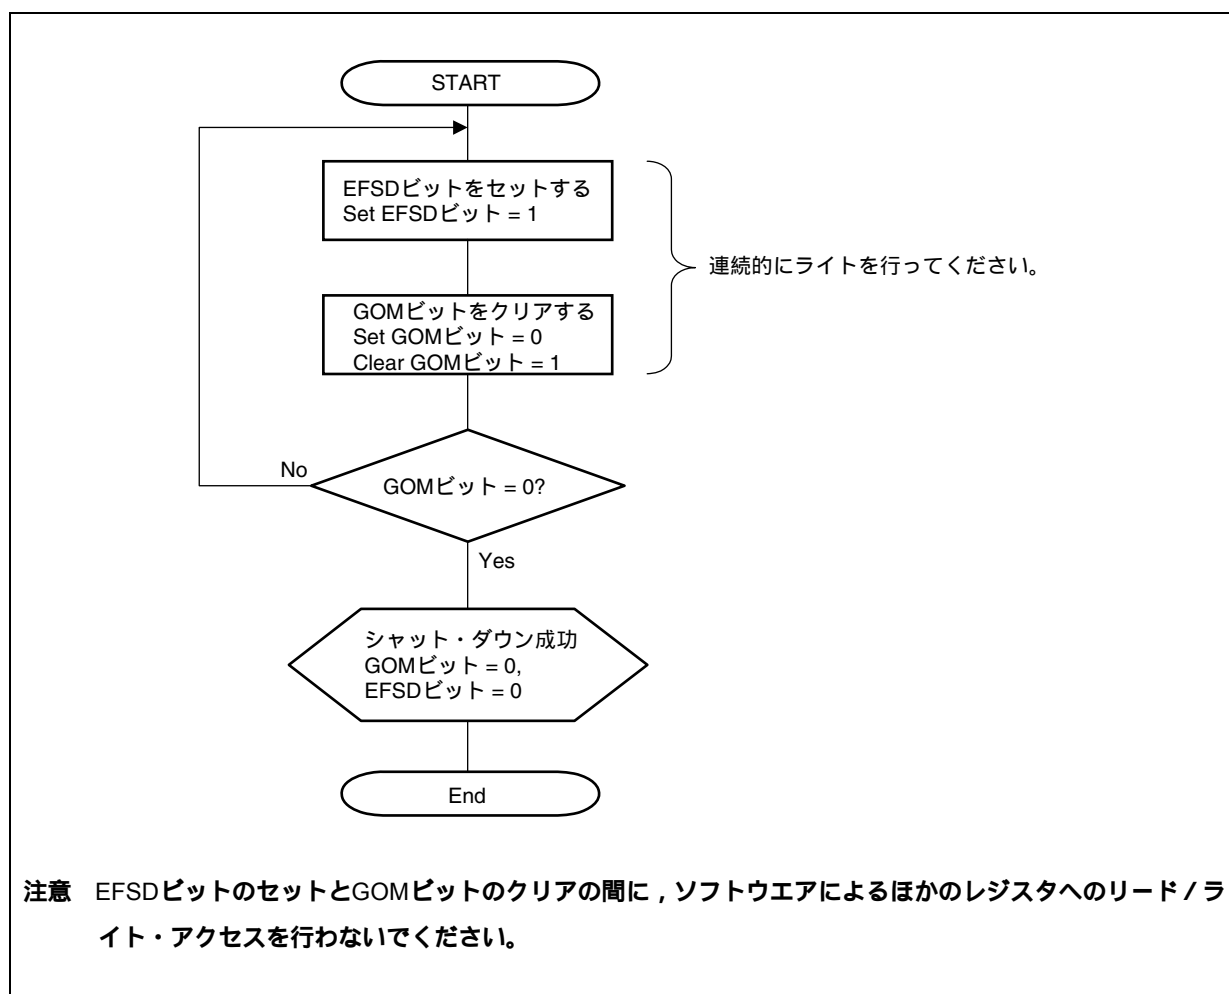 START
EFSDビットをセットする
Set EFSDビット = 1
連続的にライトを行ってください。
GOMビットをクリアする
Set GOMビット = 0
Clear GOMビット = 1
No
GOMビット = 0?
Yes
シャット・ダウン成功
GOMビット = 0,
EFSDビット = 0
End
注意 EFSDビットのセットとGOMビットのクリアの間に，ソフトウエアによるほかのレジスタへのリード／ラ
イト・アクセスを行わないでください。